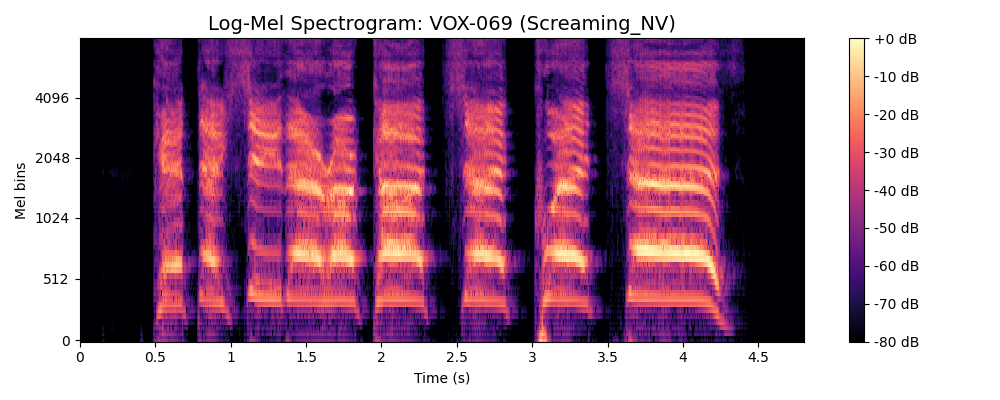 Log-Mel Spectrogram: VOX-069 (Screaming_NV)
Mel bins
4096
2048
1024
512
0
0 0.5 1 1.5 2 2.5 3 3.5 4 4.5
Time (s)
+0 dB
-10 dB
-20 dB
-30 dB
-40 dB
-50 dB
-60 dB
-70 dB
-80 dB